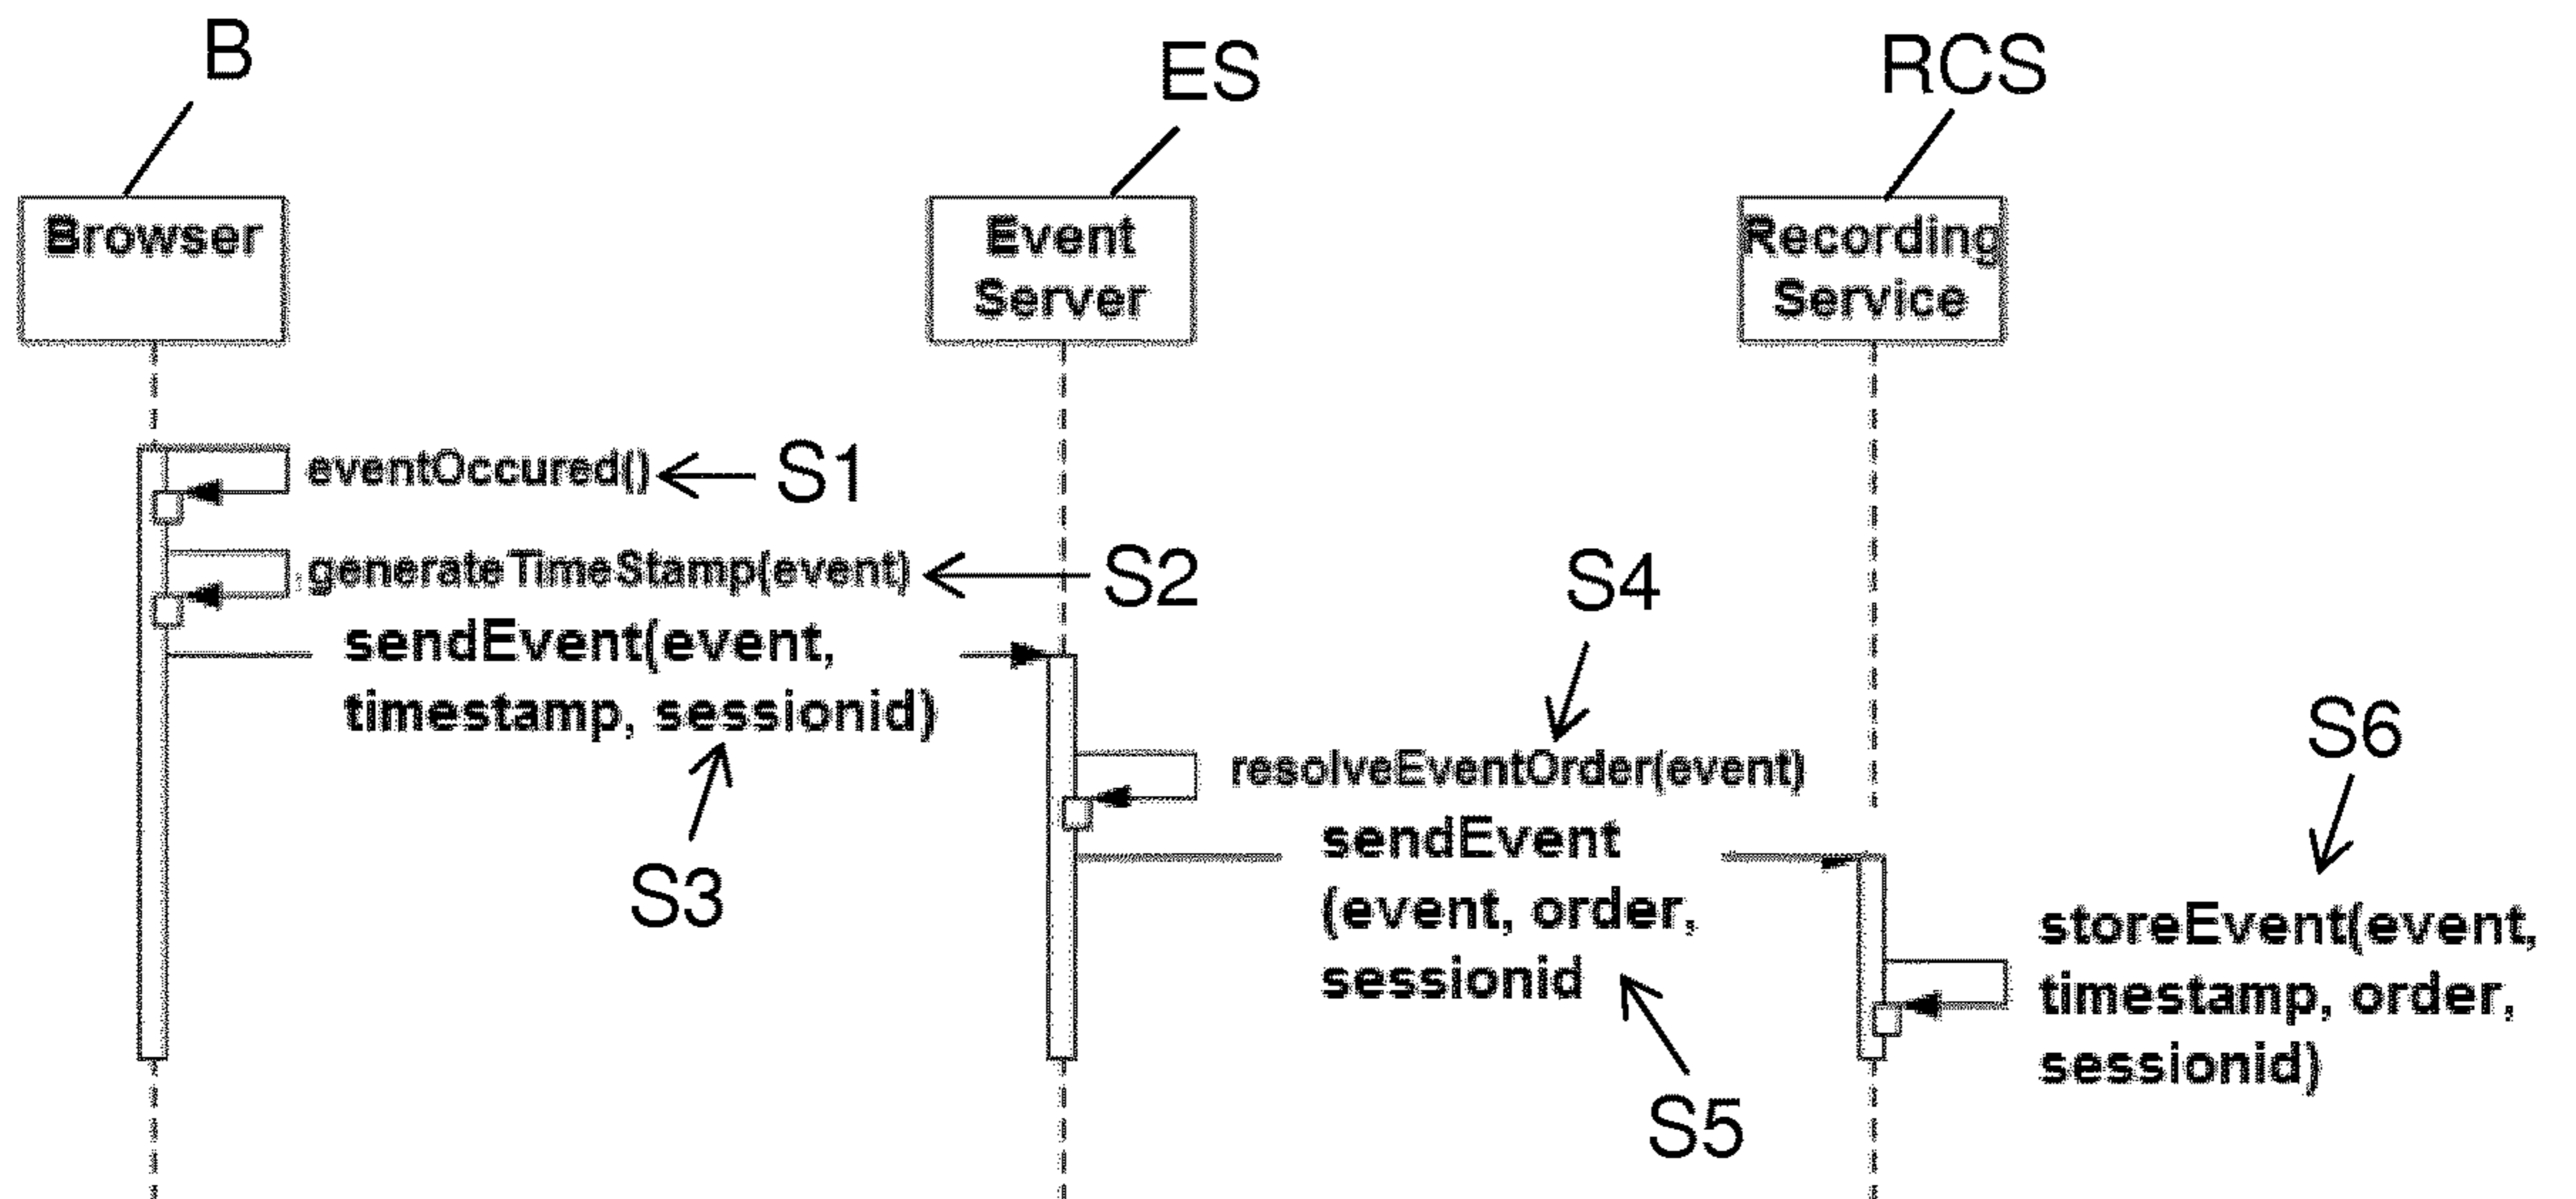 B
ES
RCS
Browser
Event
Server
Recording
Service
eventOccured()
S1
generateTimeStamp(event)
S2
sendEvent(event,
timestamp, sessionid)
S3
S4
resolveEventOrder(event)
sendEvent
(event, order,
sessionid
S5
S6
storeEvent(event,
timestamp, order,
sessionid)